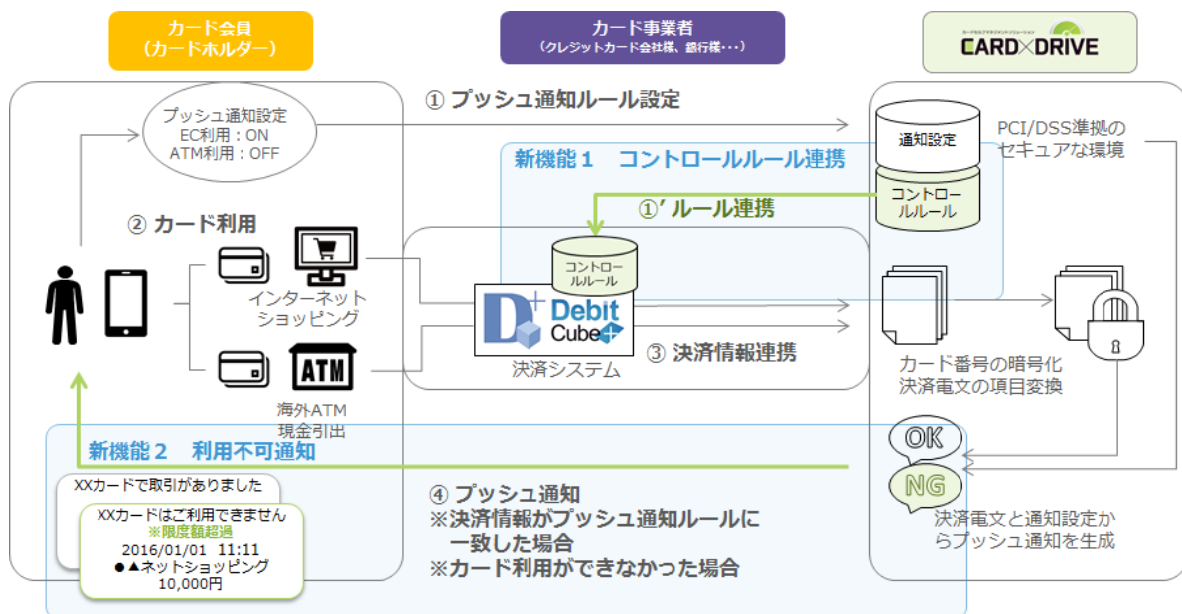 カード会員
(カードホルダー)
カード事業者
(クレジットカード会社様、銀行様・・・)
CARD×DRIVE
プッシュ通知設定
EC利用：ON
ATM利用：OFF
① プッシュ通知ルール設定
通知設定
コントロー
ルルール
PCI/DSS準拠の
セキュアな環境
新機能１　コントロールルール連携
①’ ルール連携
② カード利用
インターネット
ショッピング
ATM
海外ATM
現金引出
コントロー
ルルール
D+
Debit
Cube+
決済システム
③ 決済情報連携
カード番号の暗号化
決済電文の項目変換
新機能２　利用不可通知
XXカードで取引がありました
XXカードはご利用できません
※限度額超過
2016/01/01 11:11
●▲ネットショッピング
10,000円
④ プッシュ通知
※決済情報がプッシュ通知ルールに
一致した場合
※カード利用ができなかった場合
OK
NG
決済電文と通知設定か
らプッシュ通知を生成